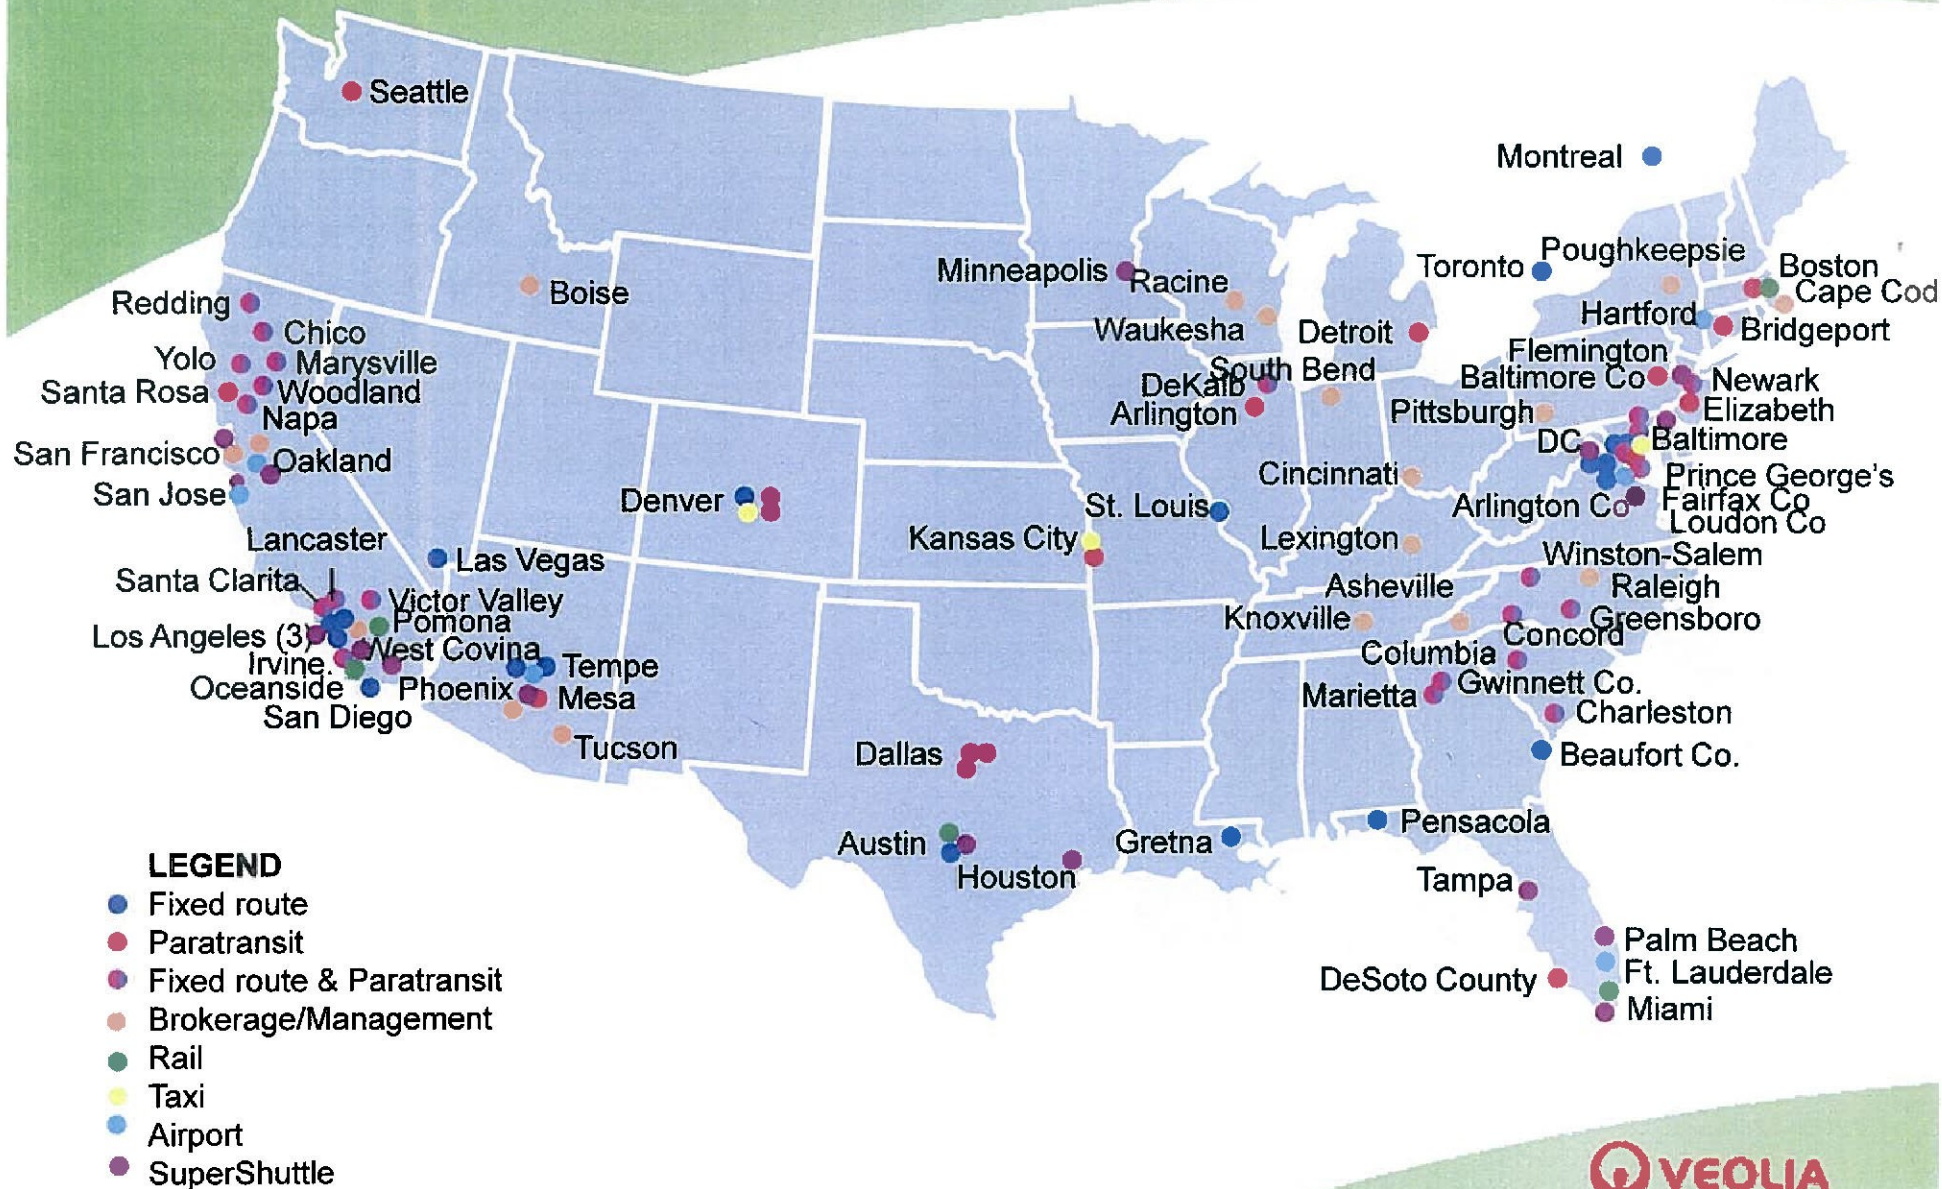 Seattle
Montreal
Minneapolis
Racine
Toronto
Poughkeepsie
Boston
Cape Cod
Boise
Redding
Chico
Waukesha
Detroit
Hartford
Bridgeport
Yolo
Marysville
Flemington
Santa Rosa
Woodland
DeKalb
South Bend
Baltimore Co
Newark
Napa
Arlington
Pittsburgh
Elizabeth
San Francisco
Oakland
DC
Baltimore
San Jose
Cincinnati
Prince George's
Denver
St. Louis
Arlington Co
Fairfax Co
Loudon Co
Lancaster
Las Vegas
Kansas City
Lexington
Winston-Salem
Santa Clarita
Victor Valley
Asheville
Raleigh
Pomona
Knoxville
Greensboro
Los Angeles (3)
West Covina
Concord
Irvine.
Tempe
Columbia
Oceanside
Phoenix
Mesa
Marietta
Gwinnett Co.
San Diego
Charleston
Tucson
Dallas
Beaufort Co.
Austin
Gretna
Pensacola
Houston
Tampa
Palm Beach
DeSoto County
Ft. Lauderdale
Miami
LEGEND
Fixed route
Paratransit
Fixed route & Paratransit
Brokerage/Management
Rail
Taxi
Airport
SuperShuttle
VEOLIA